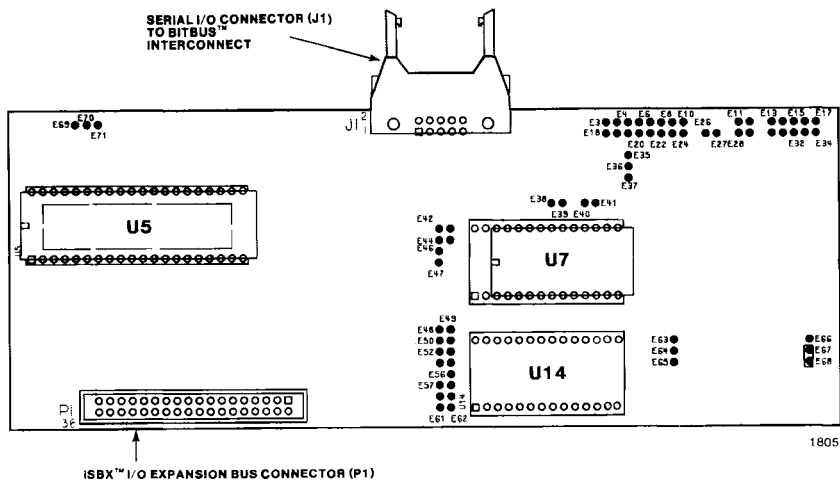 SERIAL I/O CONNECTOR (J1)
TO BITBUS™
INTERCONNECT
J1
2
1
E69
E70
E71
E3
E4
E6
E8
E10
E11
E13
E15
E17
E18
E20
E22
E24
E26
E27
E28
E32
E34
E35
E36
E37
E38
E39
E40
E41
U5
U5
E42
E44
E46
E47
U7
E48
E49
E50
E52
E56
E57
E61
E62
U14
U14
E63
E64
E65
E66
E67
E68
P1
36
1805
iSBX™ I/O EXPANSION BUS CONNECTOR (P1)